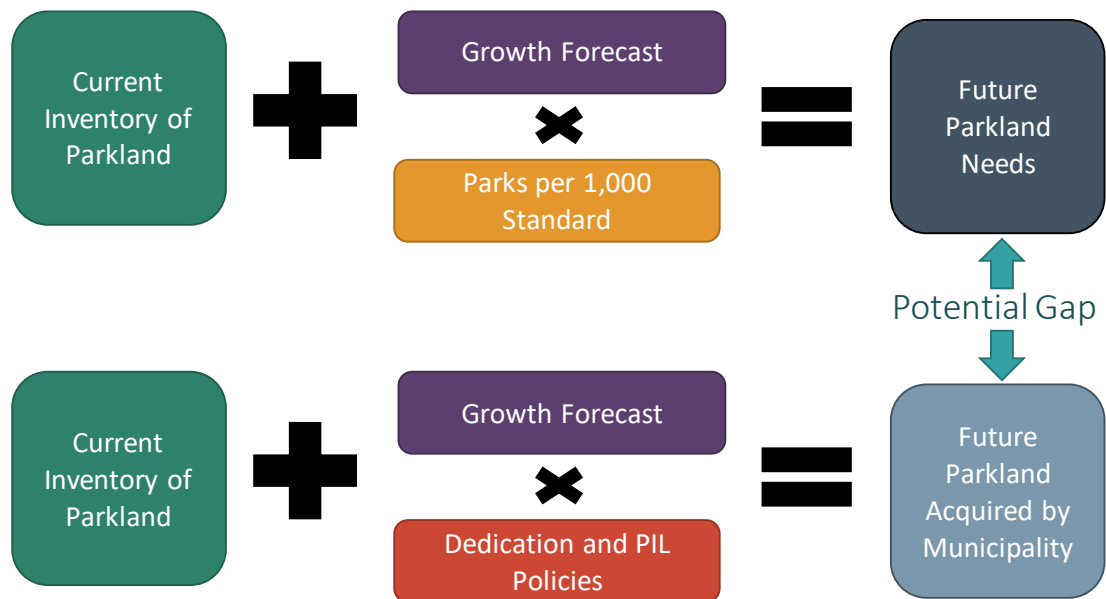 Current
Inventory of
Parkland
Growth Forecast
Parks per 1,000
Standard
Future
Parkland
Needs
Potential Gap
Current
Inventory of
Parkland
Growth Forecast
Dedication and PIL
Policies
Future
Parkland
Acquired by
Municipality